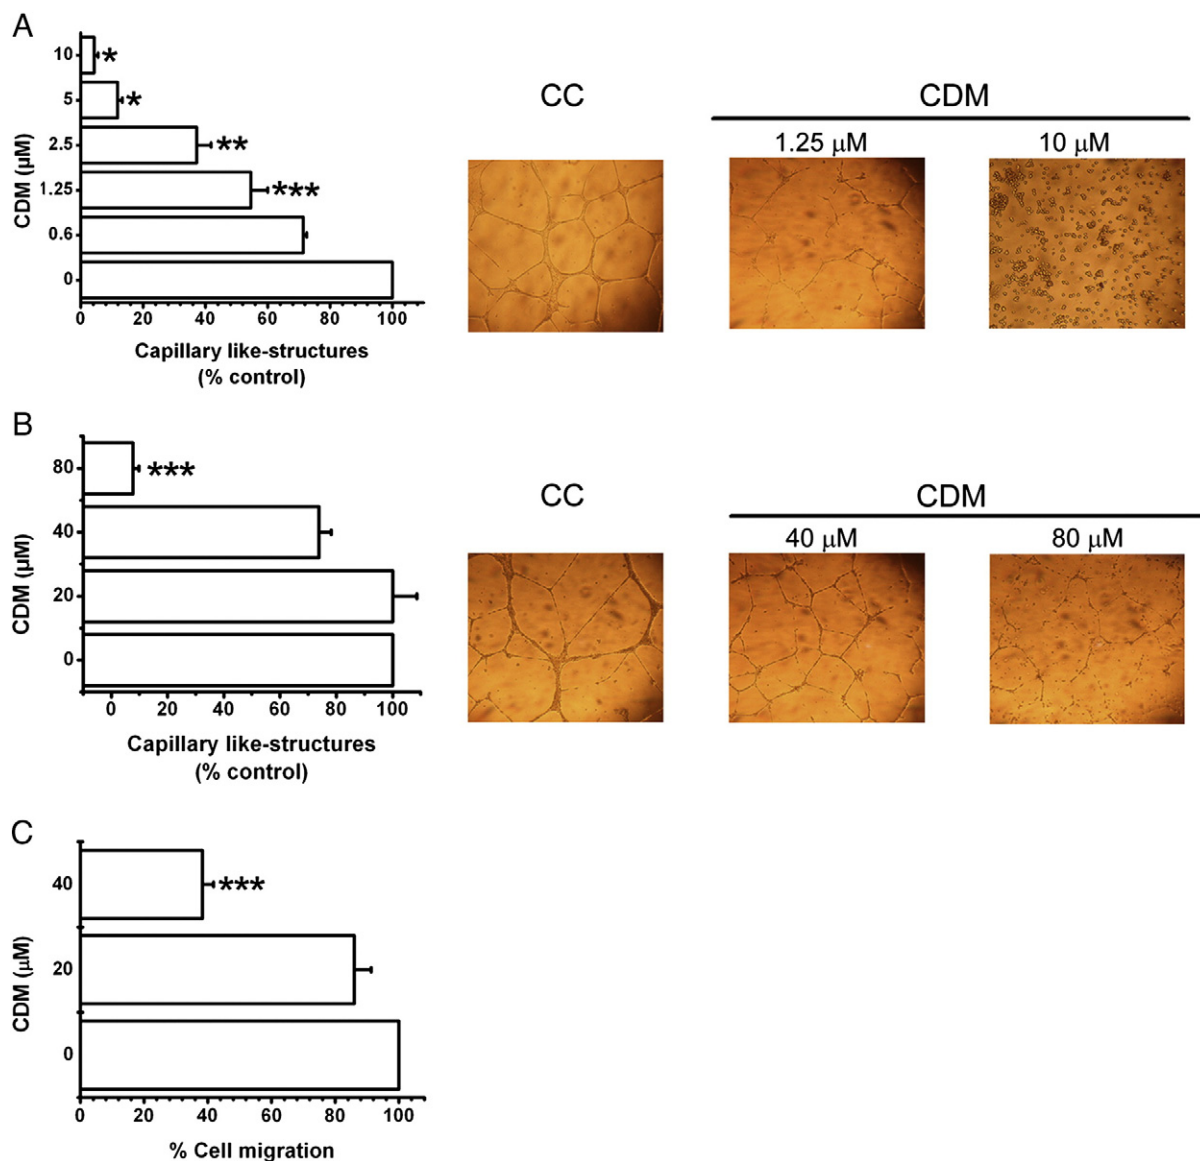 A
10
*
5
*
2.5
**
1.25
***
0.6
0
CDM (µM)
0 20 40 60 80 100
Capillary like-structures
(% control)
CC
CDM
1.25 µM 10 µM
B
80
***
40
20
0
CDM (µM)
0 20 40 60 80 100
Capillary like-structures
(% control)
CC
CDM
40 µM 80 µM
C
40
***
20
0
CDM (µM)
0 20 40 60 80 100
% Cell migration